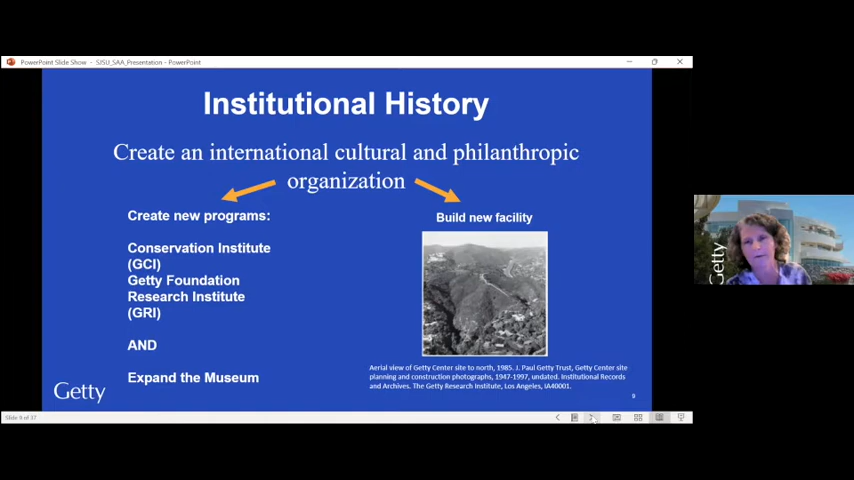 PowerPoint Slide Show - SJSU_SAA_Presentation - PowerPoint
Institutional History
Create an international cultural and philanthropic
organization
Create new programs:
Conservation Institute
(GCI)
Getty Foundation
Research Institute
(GRI)
AND
Expand the Museum
Build new facility
Aerial view of Getty Center site to north, 1985. J. Paul Getty Trust, Getty Center site
planning and construction photographs, 1947-1997, undated. Institutional Records
and Archives. The Getty Research Institute, Los Angeles, IA40001.
Getty
9
Slide 9 of 37
Getty